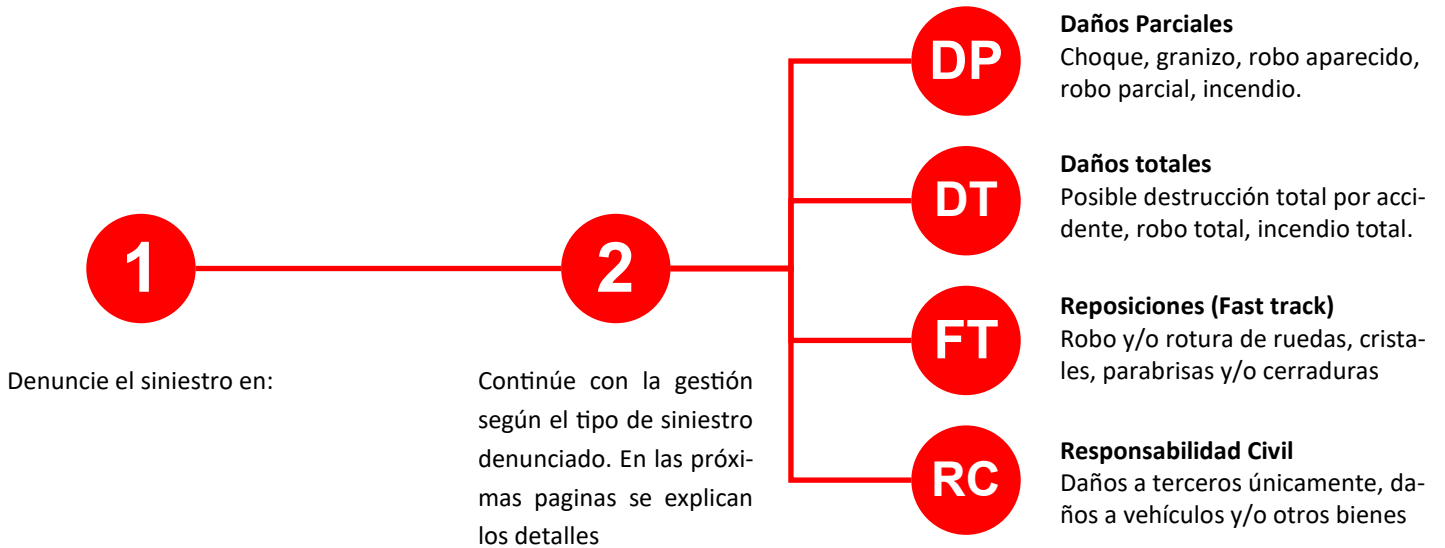 1
Denuncie el siniestro en:
2
Continúe con la gestión
según el tipo de siniestro
denunciado. En las próxi-
mas paginas se explican
los detalles
DP
Daños Parciales
Choque, granizo, robo aparecido,
robo parcial, incendio.
DT
Daños totales
Posible destrucción total por acci-
dente, robo total, incendio total.
FT
Reposiciones (Fast track)
Robo y/o rotura de ruedas, crista-
les, parabrisas y/o cerraduras
RC
Responsabilidad Civil
Daños a terceros únicamente, da-
ños a vehículos y/o otros bienes